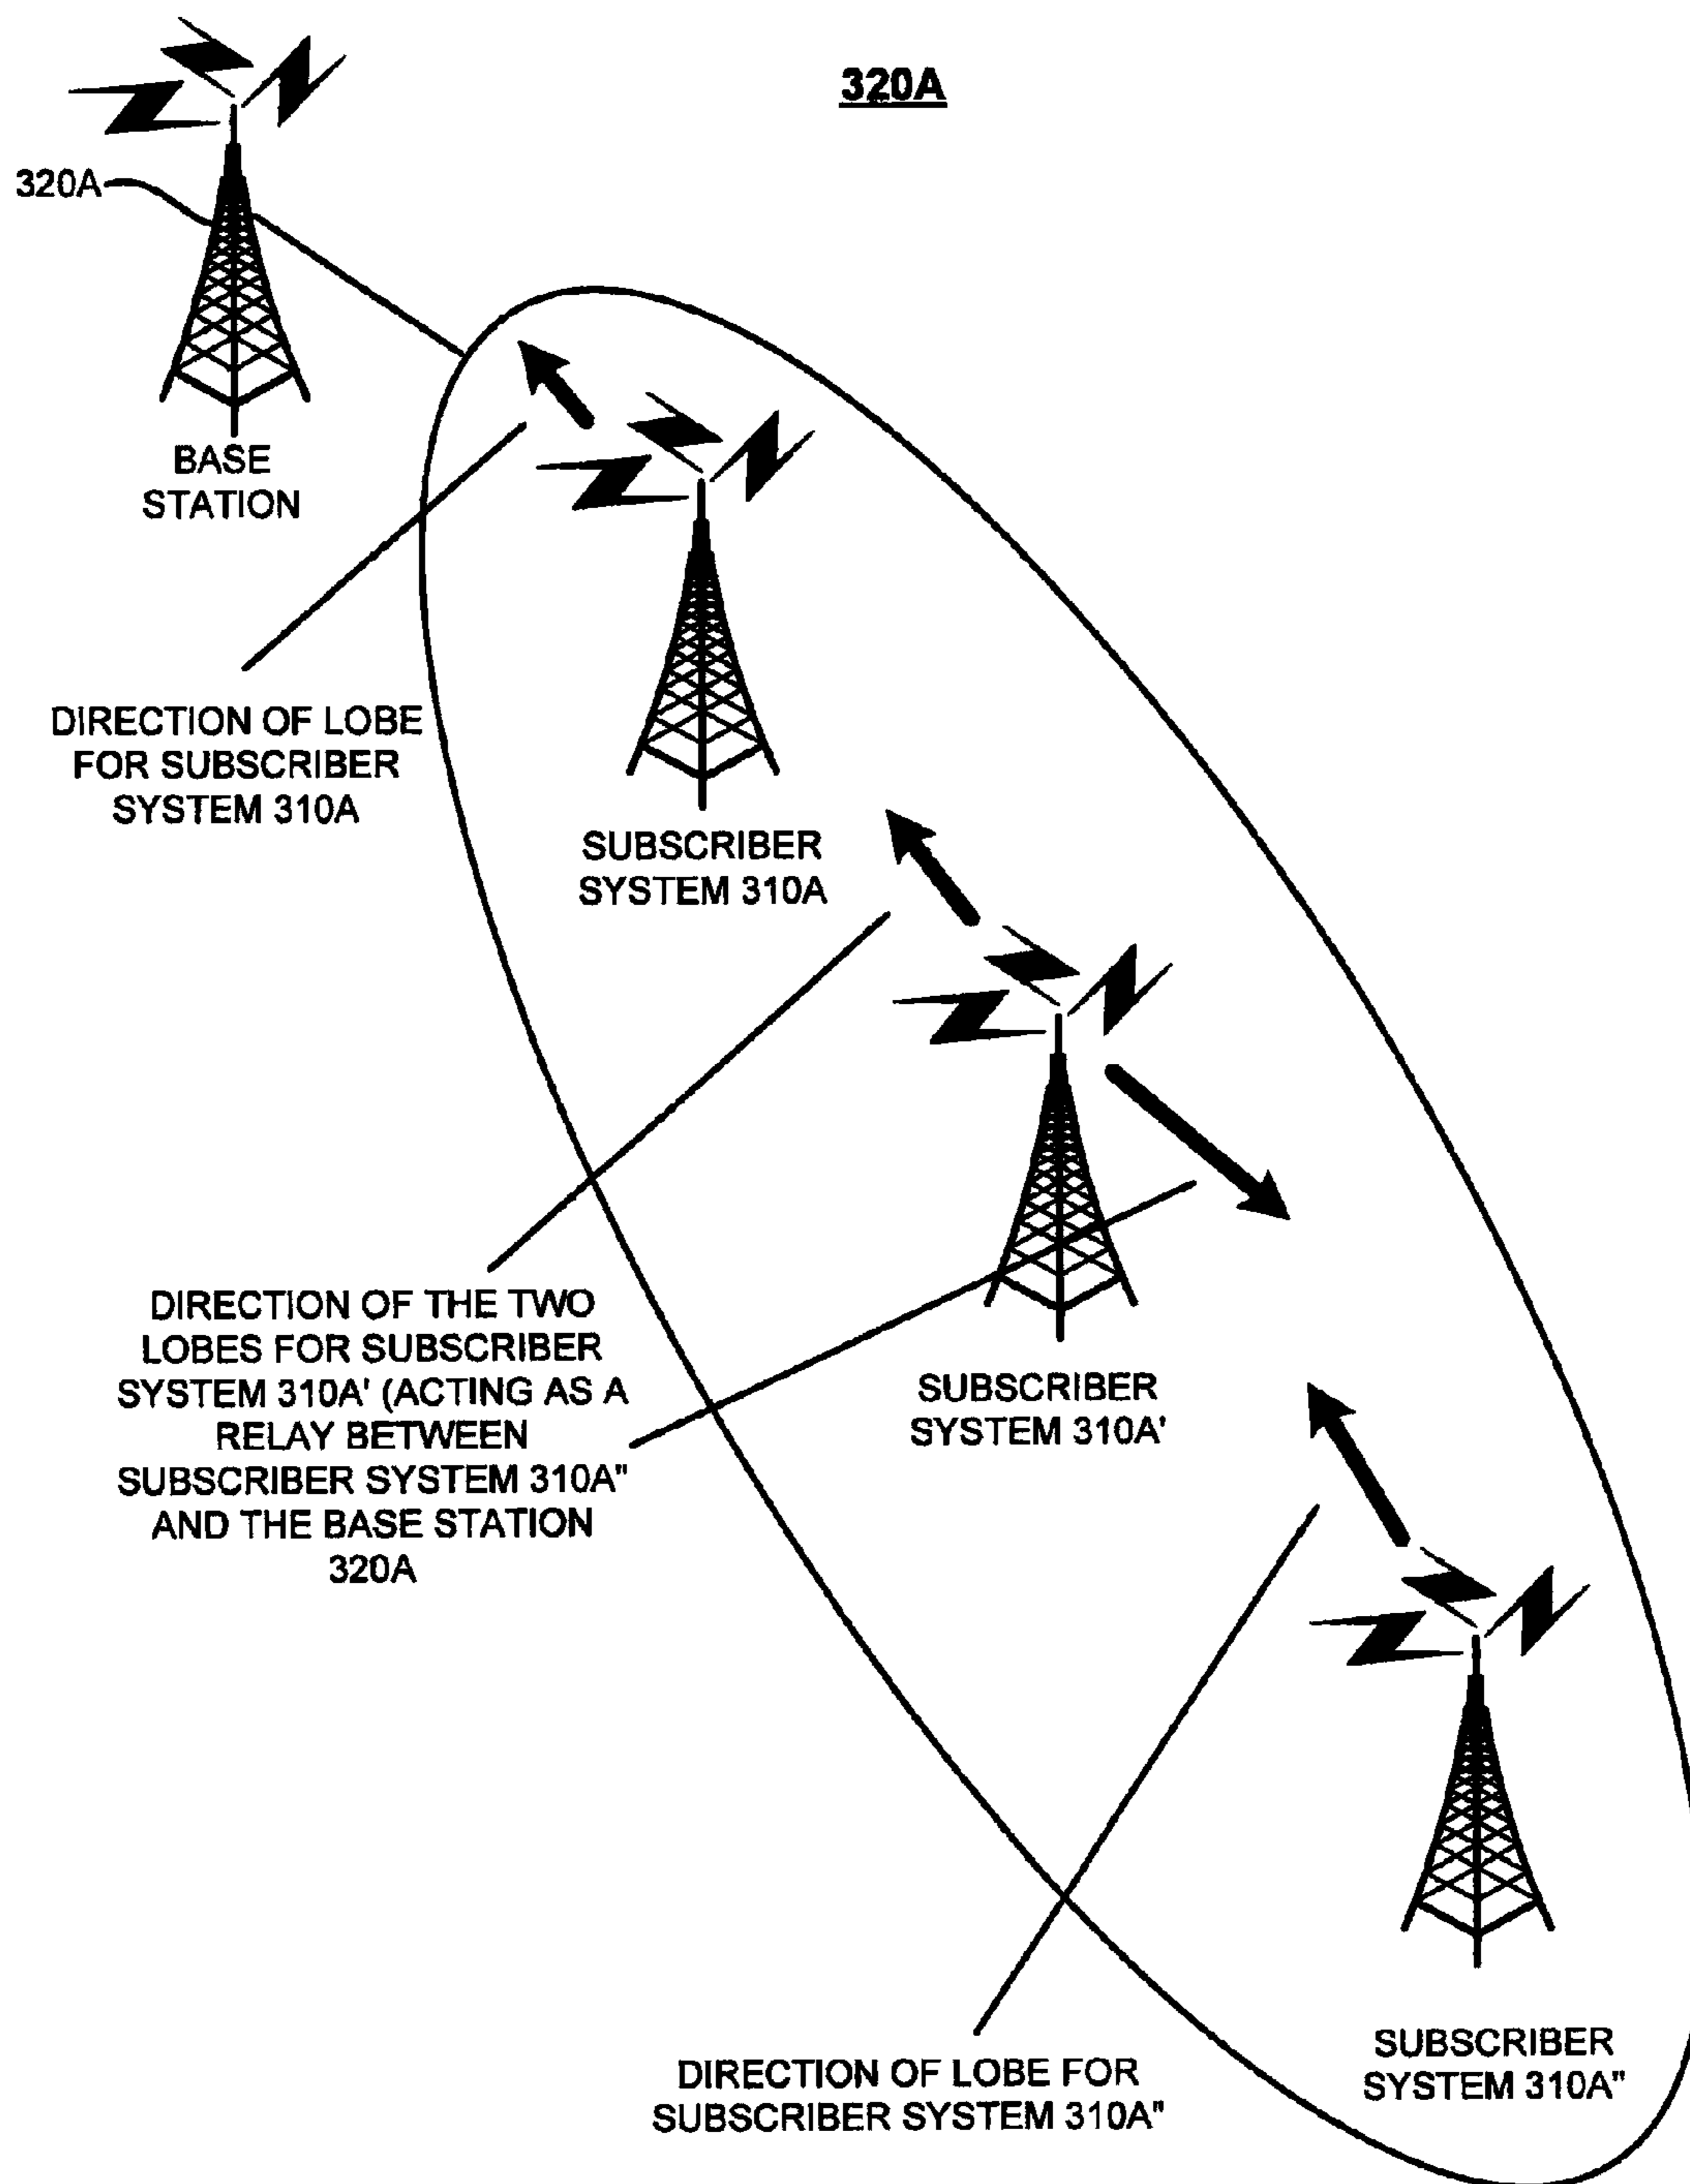 320A
320A
BASE
STATION
DIRECTION OF LOBE
FOR SUBSCRIBER
SYSTEM 310A
SUBSCRIBER
SYSTEM 310A
DIRECTION OF THE TWO
LOBES FOR SUBSCRIBER
SYSTEM 310A' (ACTING AS A
RELAY BETWEEN
SUBSCRIBER SYSTEM 310A"
AND THE BASE STATION
320A
SUBSCRIBER
SYSTEM 310A'
DIRECTION OF LOBE FOR
SUBSCRIBER SYSTEM 310A"
SUBSCRIBER
SYSTEM 310A"